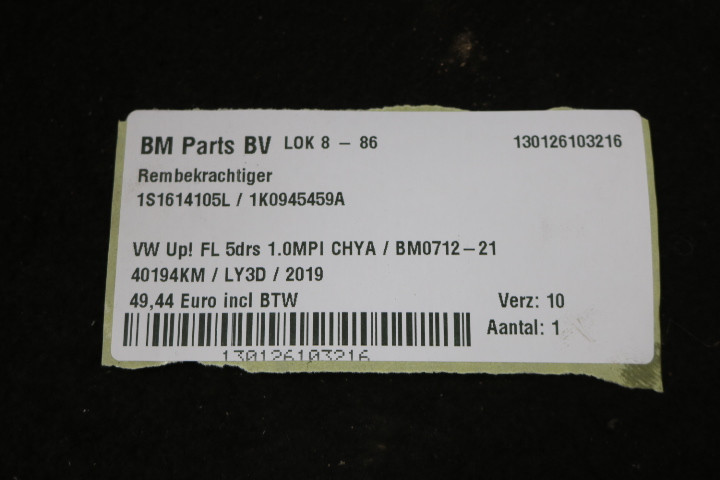 BM Parts BV LOK 8 - 86 130126103216
Rembekrachtiger
1S1614105L / 1K0945459A
VW Up! FL 5drs 1.0MPI CHYA / BM0712-21
40194KM / LY3D / 2019
49,44 Euro incl BTW Verz: 10
Aantal: 1
130126103216